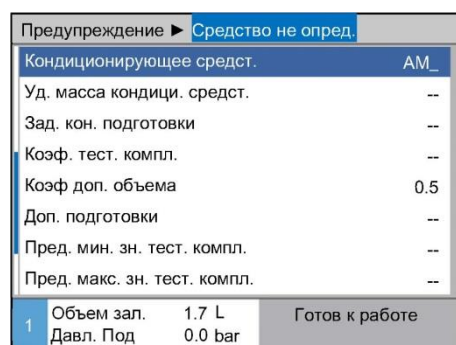 Предупреждение ► Средство не опред.
Кондиционирующее средст. AM_
Уд. масса кондици. средст. --
Зад. кон. подготовки --
Коэф. тест. компл. --
Коэф доп. объема 0.5
Доп. подготовки --
Пред. мин. зн. тест. компл. --
Пред. макс. зн. тест. компл. --
1 Объем зал. 1.7 L Готов к работе
Давл. Под 0.0 bar